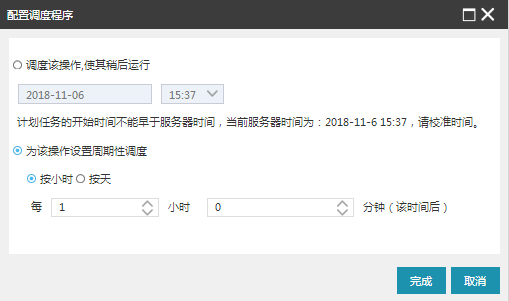 配置调度程序
调度该操作,使其稍后运行
2018-11-06 15:37
计划任务的开始时间不能早于服务器时间，当前服务器时间为：2018-11-6 15:37，请校准时间。
为该操作设置周期性调度
按小时 按天
每 1 小时 0 分钟（该时间后）
完成 取消